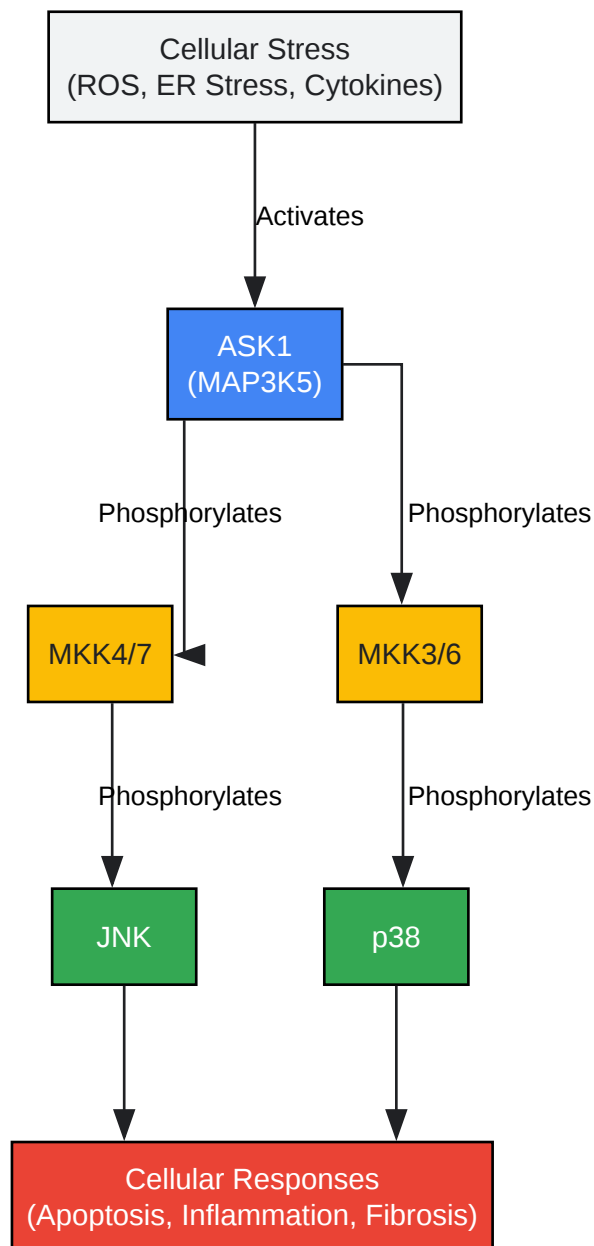 Cellular Stress
(ROS, ER Stress, Cytokines)
Activates
ASK1
(MAP3K5)
Phosphorylates
Phosphorylates
MKK4/7
MKK3/6
Phosphorylates
Phosphorylates
JNK
p38
Cellular Responses
(Apoptosis, Inflammation, Fibrosis)